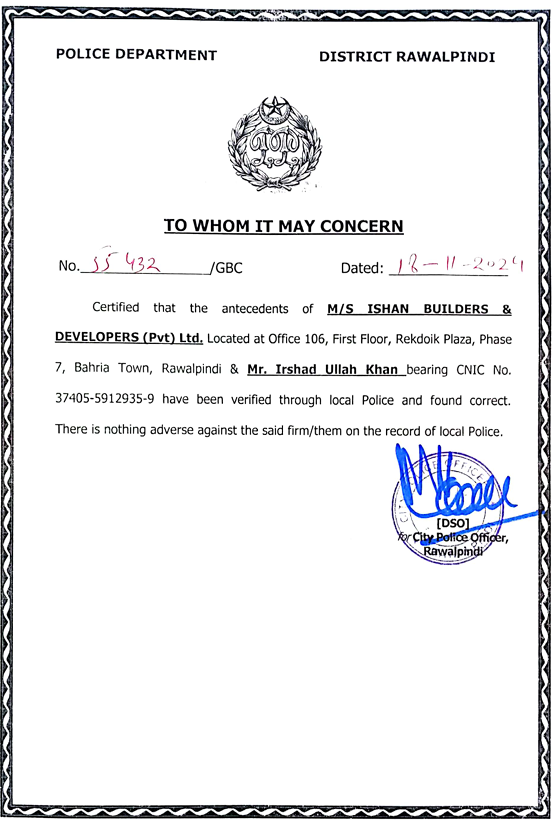 POLICE DEPARTMENT DISTRICT RAWALPINDI
TO WHOM IT MAY CONCERN
No. 55432 /GBC Dated: 18-11-2024
Certified that the antecedents of M/S ISHAN BUILDERS &
DEVELOPERS (Pvt) Ltd. Located at Office 106, First Floor, Rekdoik Plaza, Phase
7, Bahria Town, Rawalpindi & Mr. Irshad Ullah Khan bearing CNIC No.
37405-5912935-9 have been verified through local Police and found correct.
There is nothing adverse against the said firm/them on the record of local Police.
[DSO]
for City Police Officer,
Rawalpindi